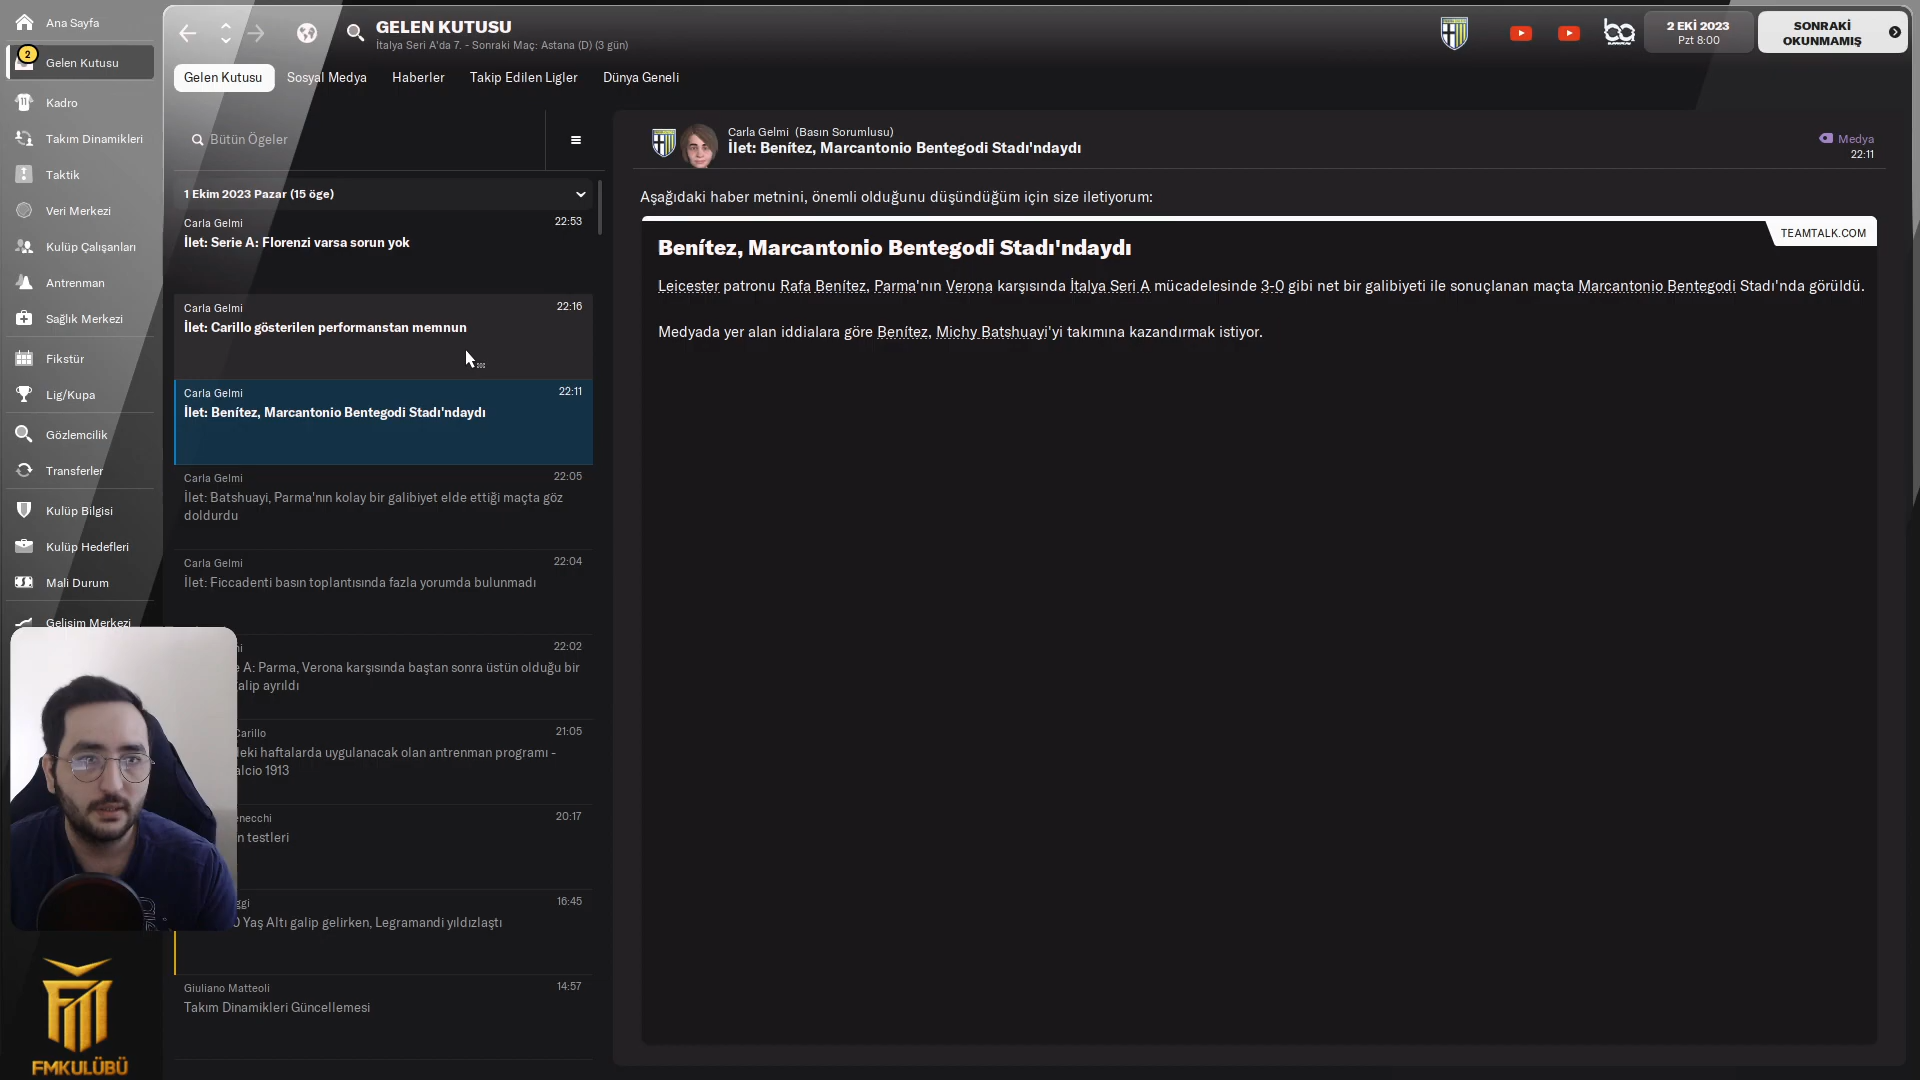 Ana Sayfa
2
Gelen Kutusu
Kadro
Takım Dinamikleri
Taktik
Veri Merkezi
Kulüp Çalışanları
Antrenman
Sağlık Merkezi
Fikstür
Lig/Kupa
Gözlemcilik
Transferler
Kulüp Bilgisi
Kulüp Hedefleri
Mali Durum
Gelişim Merkezi
FMKULÜBÜ
GELEN KUTUSU
İtalya Seri A'da 7. - Sonraki Maç: Astana (D) (3 gün)
2 EKİ 2023
Pzt 8:00
SONRAKİ
OKUNMAMIŞ
Gelen Kutusu
Sosyal Medya
Haberler
Takip Edilen Ligler
Dünya Geneli
Bütün Ögeler
1 Ekim 2023 Pazar (15 öge)
Carla Gelmi 22:53
İlet: Serie A: Florenzi varsa sorun yok
Carla Gelmi 22:16
İlet: Carillo gösterilen performanstan memnun
Carla Gelmi 22:11
İlet: Benítez, Marcantonio Bentegodi Stadı'ndaydı
Carla Gelmi 22:05
İlet: Batshuayi, Parma'nın kolay bir galibiyet elde ettiği maçta göz
doldurdu
Carla Gelmi 22:04
İlet: Ficcadenti basın toplantısında fazla yorumda bulunmadı
22:02
A: Parma, Verona karşısında baştan sonra üstün olduğu bir
galip ayrıldı
Carillo 21:05
haftalarda uygulanacak olan antrenman programı -
1913
20:17
testleri
16:45
Yaş Altı galip gelirken, Legramandi yıldızlaştı
Giuliano Matteoli 14:57
Takım Dinamikleri Güncellemesi
Carla Gelmi (Basın Sorumlusu)
İlet: Benítez, Marcantonio Bentegodi Stadı'ndaydı
Medya
22:11
Aşağıdaki haber metnini, önemli olduğunu düşündüğüm için size iletiyorum:
TEAMTALK.COM
Benítez, Marcantonio Bentegodi Stadı'ndaydı
Leicester patronu Rafa Benítez, Parma'nın Verona karşısında İtalya Seri A mücadelesinde 3-0 gibi net bir galibiyeti ile sonuçlanan maçta Marcantonio Bentegodi Stadı'nda görüldü.
Medyada yer alan iddialara göre Benítez, Michy Batshuayi'yi takımına kazandırmak istiyor.